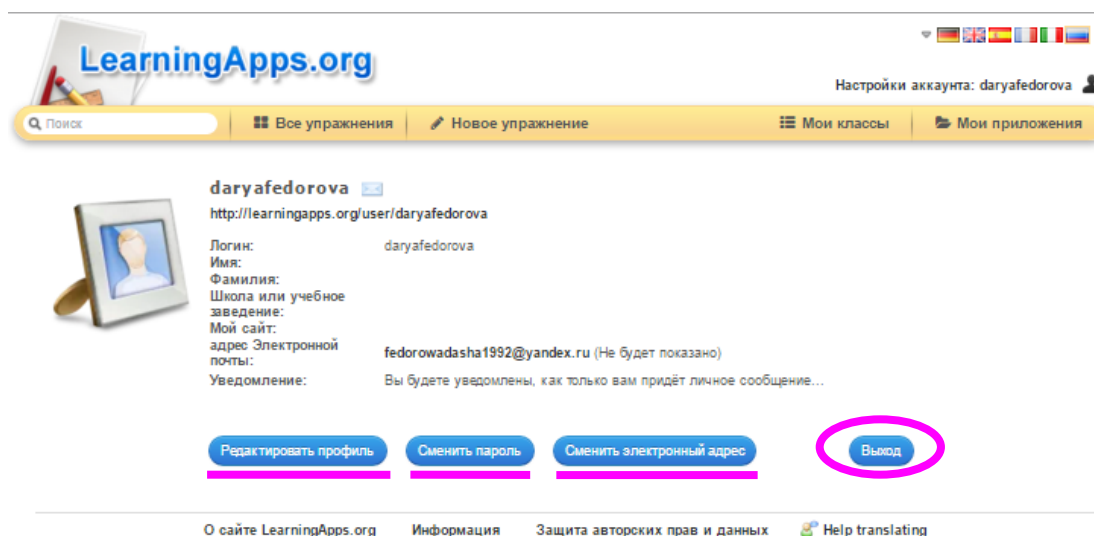 LearningApps.org
Настройки аккаунта: daryafedorova
Поиск
Все упражнения
Новое упражнение
Мои классы
Мои приложения
daryafedorova
http://learningapps.org/user/daryafedorova
Логин: daryafedorova
Имя:
Фамилия:
Школа или учебное
заведение:
Мой сайт:
адрес Электронной
почты: fedorowadasha1992@yandex.ru (Не будет показано)
Уведомление: Вы будете уведомлены, как только вам придёт личное сообщение...
Редактировать профиль
Сменить пароль
Сменить электронный адрес
Выход
О сайте LearningApps.org
Информация
Защита авторских прав и данных
Help translating